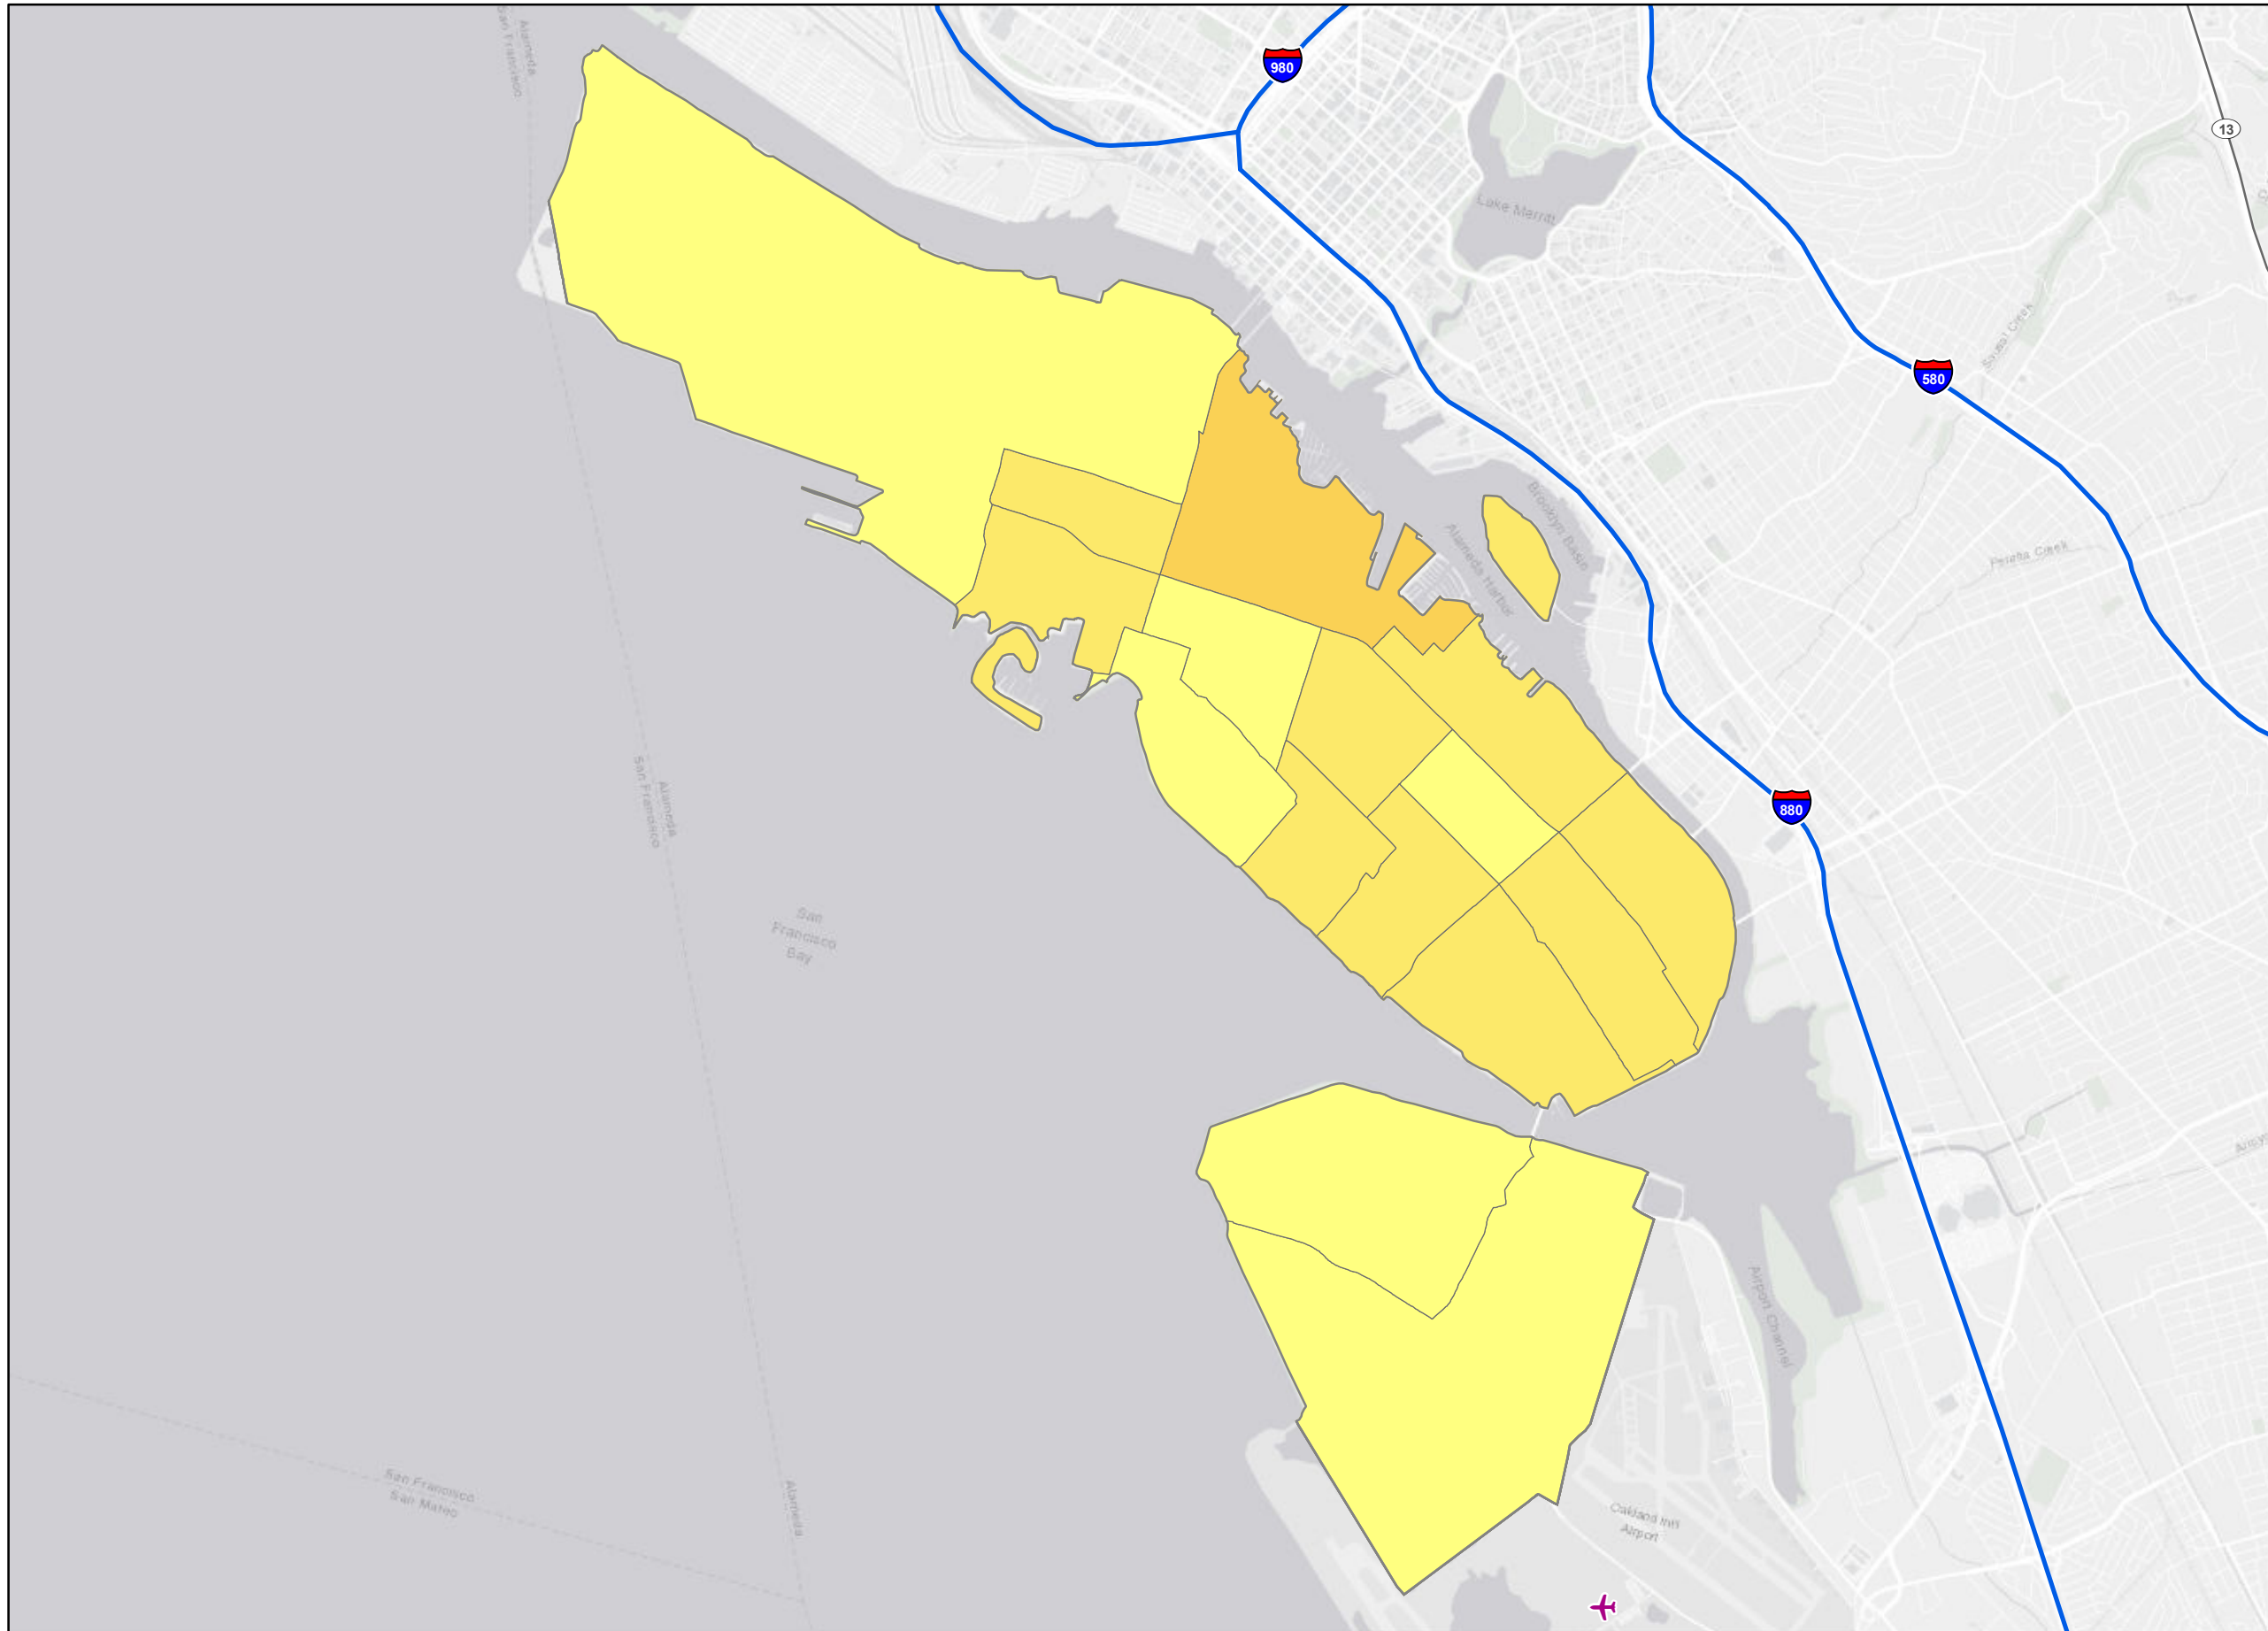 Alameda
San Francisco
980
13
Lake Merritt
Sausal Creek
580
Brooklyn Basin
Alameda Harbor
Peralta Creek
Alameda
San Francisco
880
San
Francisco
Bay
Airport Channel
San Francisco
San Mateo
Alameda
Oakland Intl
Airport